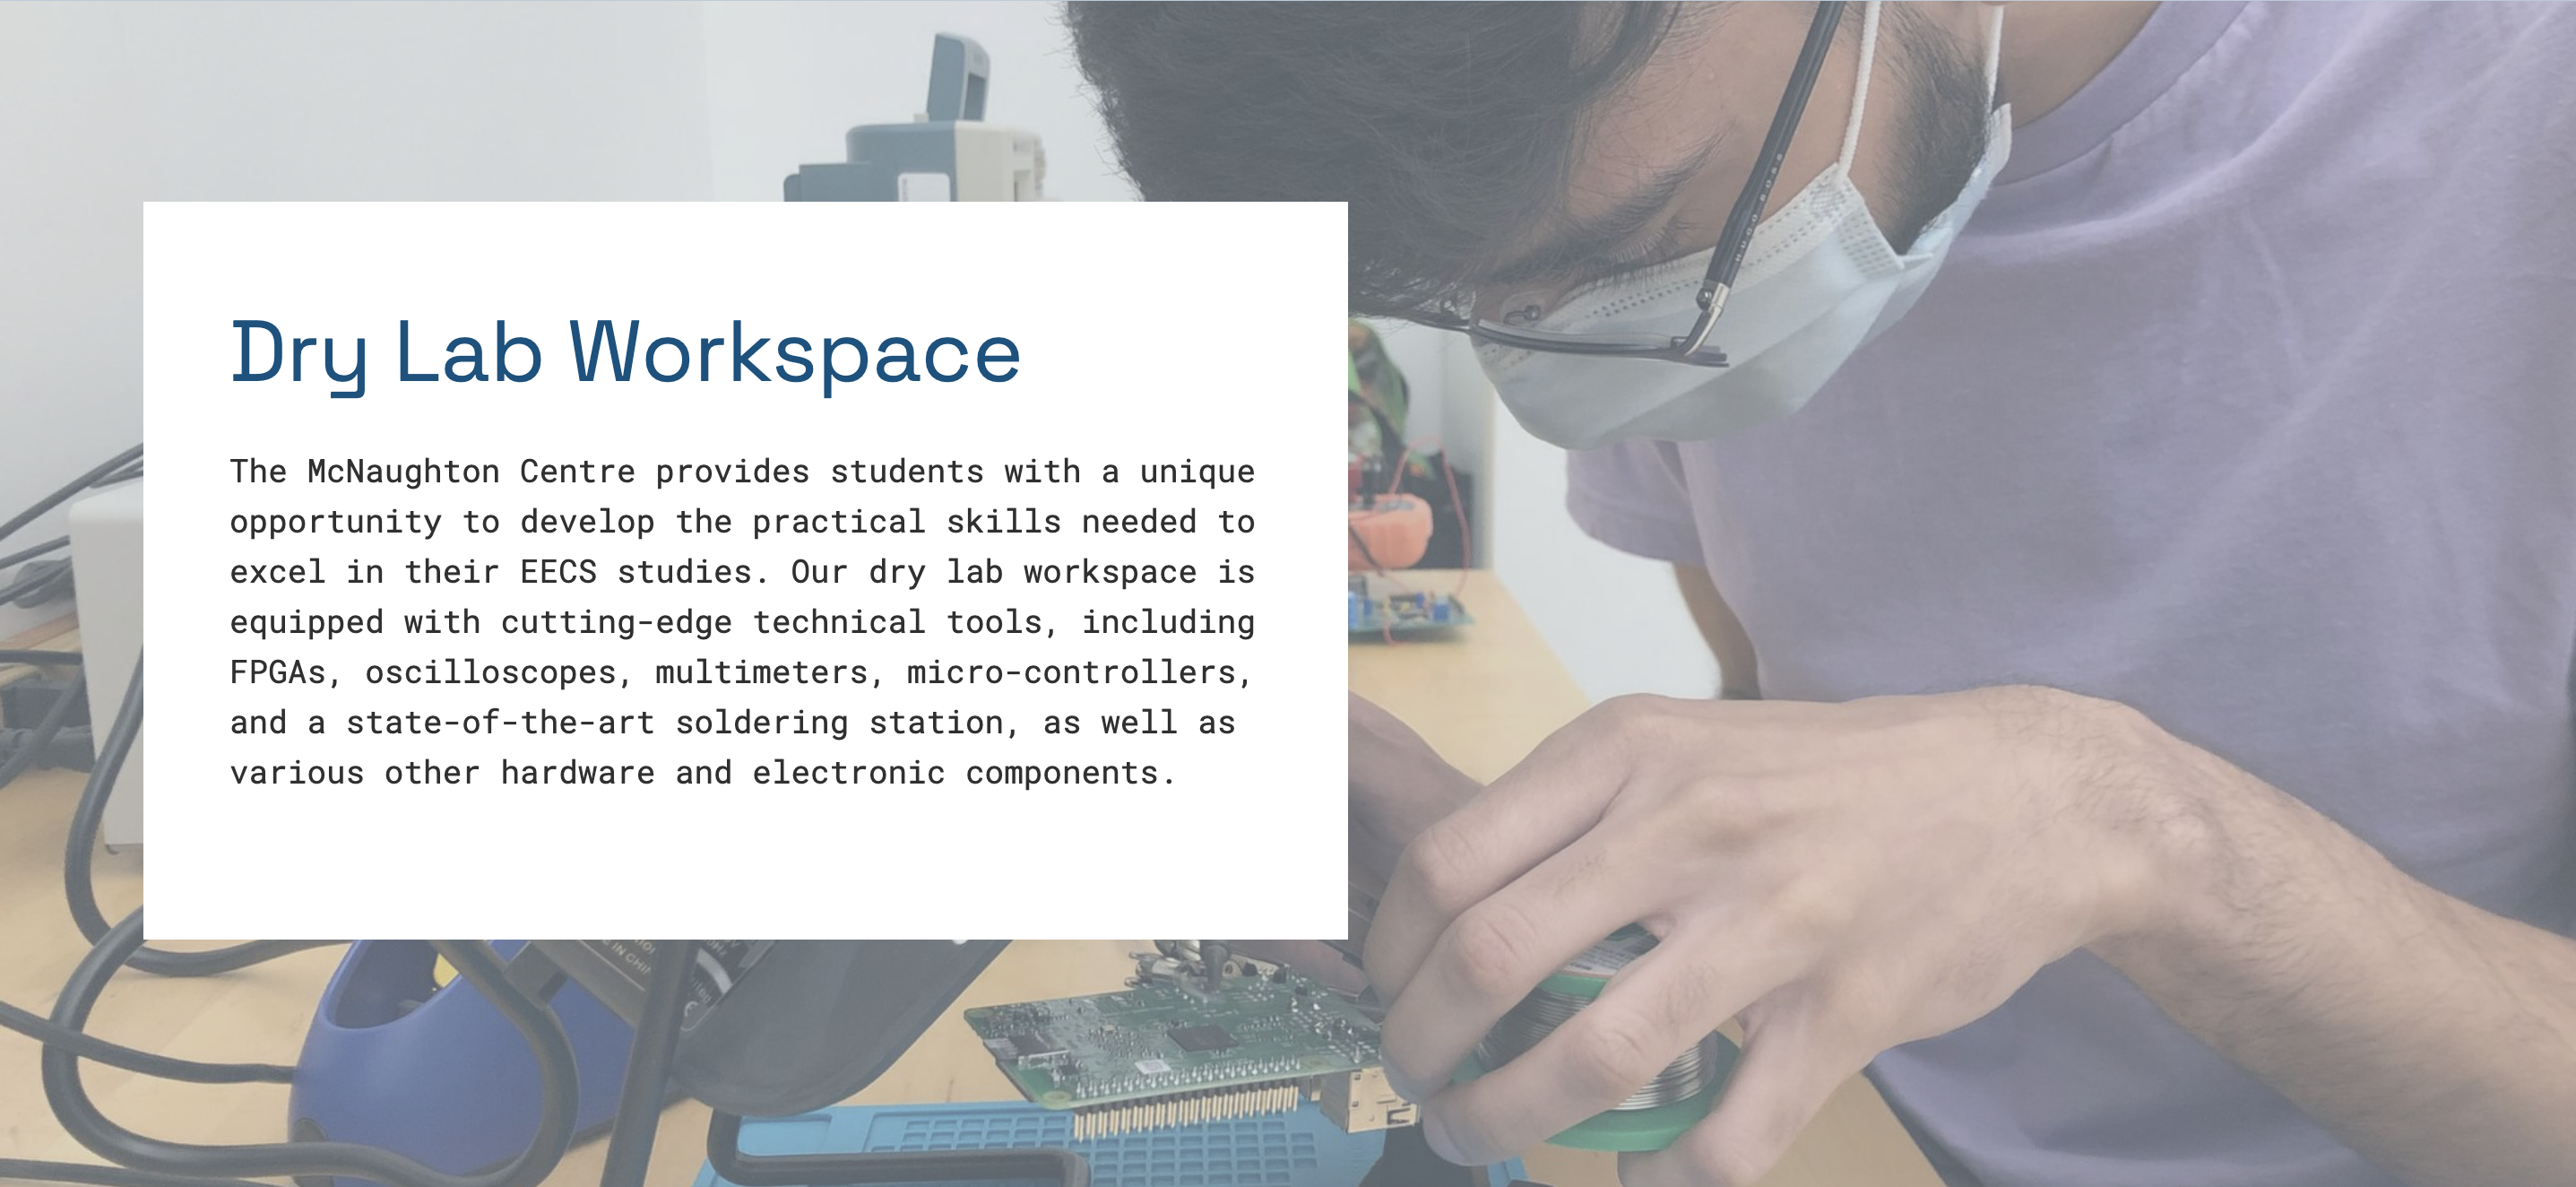 Dry Lab Workspace
The McNaughton Centre provides students with a unique
opportunity to develop the practical skills needed to
excel in their EECS studies. Our dry lab workspace is
equipped with cutting-edge technical tools, including
FPGAs, oscilloscopes, multimeters, micro-controllers,
and a state-of-the-art soldering station, as well as
various other hardware and electronic components.